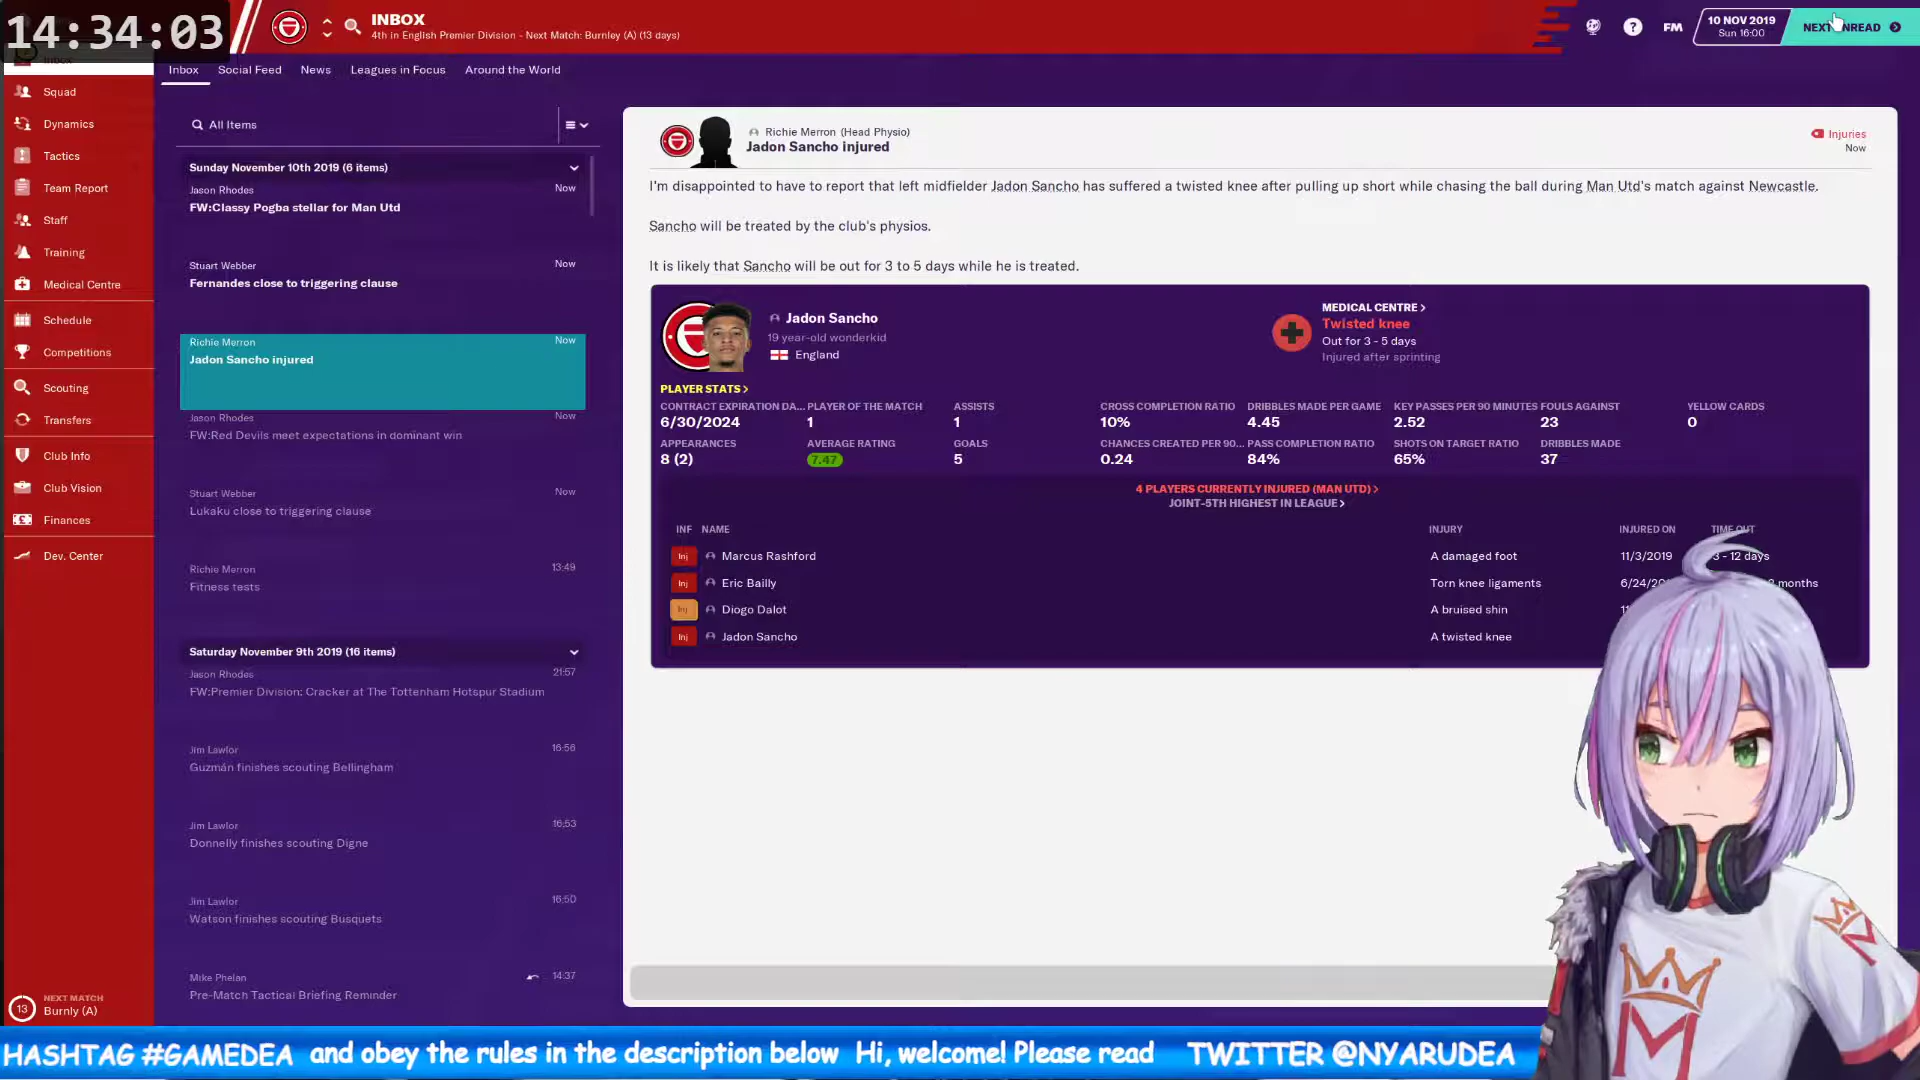 14:34:03
INBOX
4th in English Premier Division - Next Match: Burnley (A) (13 days)
FM
10 NOV 2019
Sun 16:00
NEXT UNREAD
Inbox
Social Feed
News
Leagues in Focus
Around the World
Squad
Dynamics
Tactics
Team Report
Staff
Training
Medical Centre
Schedule
Competitions
Scouting
Transfers
Club Info
Club Vision
Finances
Dev. Center
13
NEXT MATCH
Burnly (A)
All Items
Sunday November 10th 2019 (6 items)
Jason Rhodes Now
FW:Classy Pogba stellar for Man Utd
Stuart Webber Now
Fernandes close to triggering clause
Richie Merron Now
Jadon Sancho injured
Jason Rhodes Now
FW:Red Devils meet expectations in dominant win
Stuart Webber Now
Lukaku close to triggering clause
Richie Merron 13:49
Fitness tests
Saturday November 9th 2019 (16 items)
Jason Rhodes 21:57
FW:Premier Division: Cracker at The Tottenham Hotspur Stadium
Jim Lawlor 16:56
Guzmán finishes scouting Bellingham
Jim Lawlor 16:53
Donnelly finishes scouting Digne
Jim Lawlor 16:50
Watson finishes scouting Busquets
Mike Phelan 14:37
Pre-Match Tactical Briefing Reminder
Richie Merron (Head Physio)
Jadon Sancho injured
Injuries
Now
I'm disappointed to have to report that left midfielder Jadon Sancho has suffered a twisted knee after pulling up short while chasing the ball during Man Utd's match against Newcastle.
Sancho will be treated by the club's physios.
It is likely that Sancho will be out for 3 to 5 days while he is treated.
Jadon Sancho
19 year-old wonderkid
England
MEDICAL CENTRE >
Twisted knee
Out for 3 - 5 days
Injured after sprinting
PLAYER STATS >
CONTRACT EXPIRATION DA... PLAYER OF THE MATCH ASSISTS CROSS COMPLETION RATIO DRIBBLES MADE PER GAME KEY PASSES PER 90 MINUTES FOULS AGAINST YELLOW CARDS
6/30/2024 1 1 10% 4.45 2.52 23 0
APPEARANCES AVERAGE RATING GOALS CHANCES CREATED PER 90... PASS COMPLETION RATIO SHOTS ON TARGET RATIO DRIBBLES MADE
8 (2) 7.47 5 0.24 84% 65% 37
4 PLAYERS CURRENTLY INJURED (MAN UTD) >
JOINT-5TH HIGHEST IN LEAGUE >
INF NAME INJURY INJURED ON TIME OUT
Inj Marcus Rashford A damaged foot 11/3/2019 3 - 12 days
Inj Eric Bailly Torn knee ligaments 6/24/20 months
Inj Diogo Dalot A bruised shin 11
Inj Jadon Sancho A twisted knee
HASHTAG #GAMEDEA and obey the rules in the description below Hi, welcome! Please read TWITTER @NYARUDEA